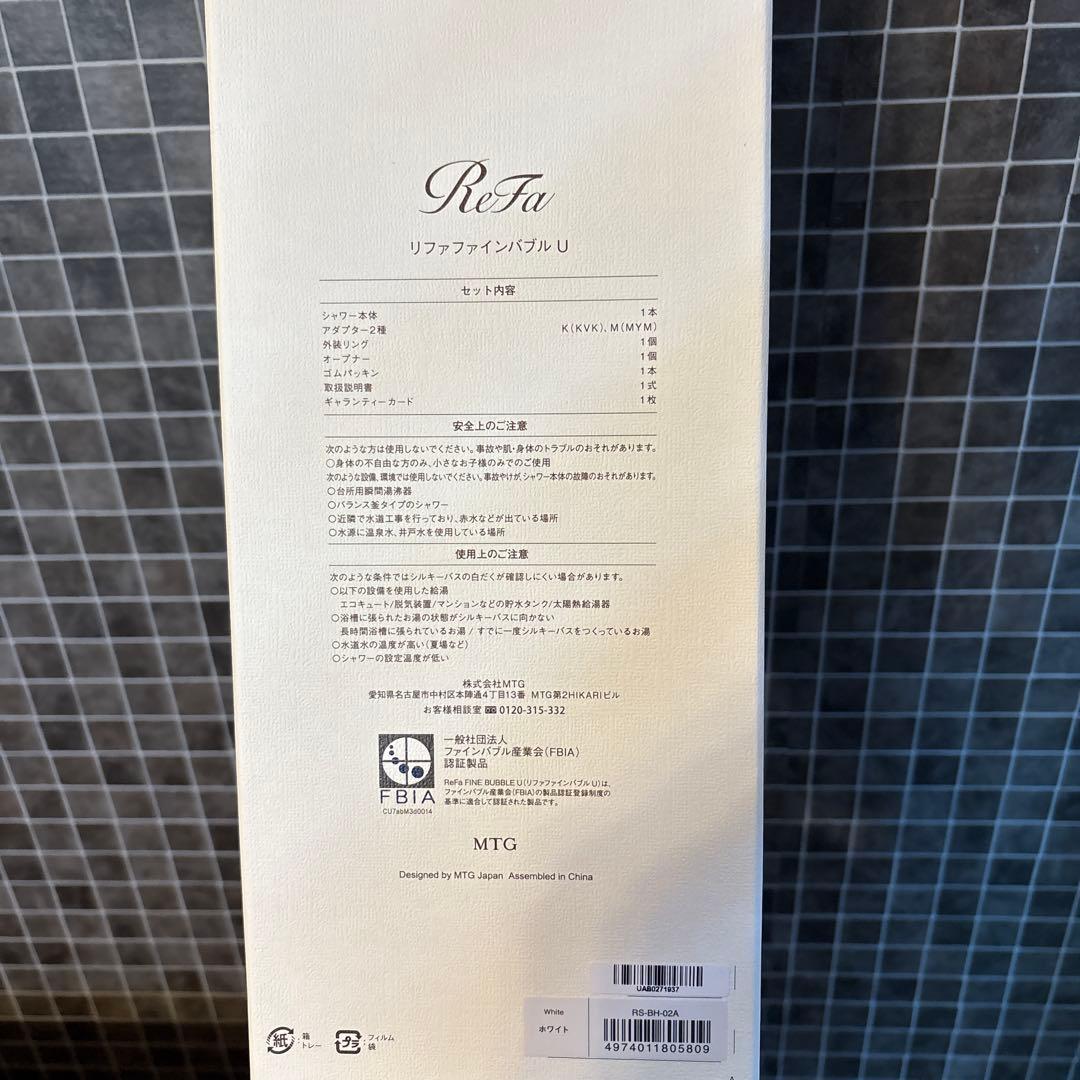 ReFa
リファファインバブル U
セット内容
シャワー本体 1本
アダプター2種 K(KVK)、M(MYM)
外装リング 1個
オープナー 1個
ゴムパッキン 1本
取扱説明書 1式
ギャランティーカード 1枚
安全上のご注意
次のような方は使用しないでください。事故や肌・身体のトラブルのおそれがあります。
○身体の不自由な方のみ、小さなお子様のみでのご使用
次のような設備、環境では使用しないでください。事故やけが、シャワー本体の故障のおそれがあります。
○台所用瞬間湯沸器
○バランス釜タイプのシャワー
○近隣で水道工事を行っており、赤水などが出ている場所
○水源に温泉水、井戸水を使用している場所
使用上のご注意
次のような条件ではシルキーバスの白だくが確認しにくい場合があります。
○以下の設備を使用した給湯
エコキュート/脱気装置/マンションなどの貯水タンク/太陽熱給湯器
○浴槽に張られたお湯の状態がシルキーバスに向かない
長時間浴槽に張られているお湯 / すでに一度シルキーバスをつくっているお湯
○水道水の温度が高い(夏場など)
○シャワーの設定温度が低い
株式会社MTG
愛知県名古屋市中村区本陣通4丁目13番 MTG第2HIKARIビル
お客様相談室 0120-315-332
一般社団法人
ファインバブル産業会(FBIA)
認証製品
ReFa FINE BUBBLE U(リファファインバブル U)は、
ファインバブル産業会(FBIA)の製品認証登録制度の
基準に適合して認証された製品です。
FBIA
CU7abM3d0014
MTG
Designed by MTG Japan Assembled in China
UAB0271937
White
ホワイト
RS-BH-02A
4974011805809
紙 箱
トレー
プラ フィルム
袋